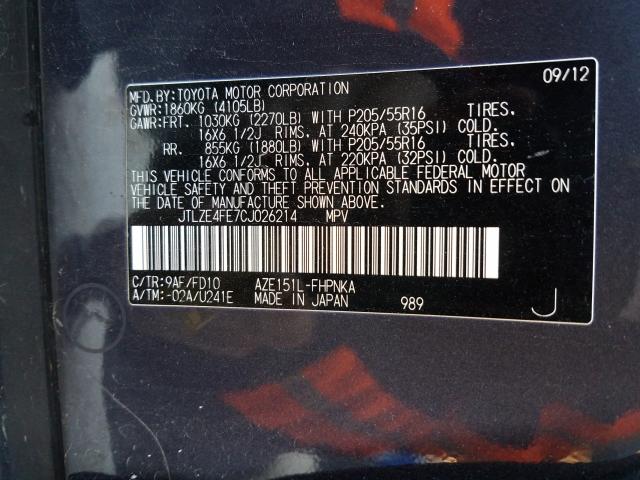 MFD.BY:TOYOTA MOTOR CORPORATION 09/12
GVWR:1860KG (4105LB)
GAWR:FRT. 1030KG (2270LB) WITH P205/55R16 TIRES.
16X6 1/2J RIMS. AT 240KPA (35PSI) COLD.
RR. 855KG (1880LB) WITH P205/55R16 TIRES.
16X6 1/2J RIMS. AT 220KPA (32PSI) COLD.
THIS VEHICLE CONFORMS TO ALL APPLICABLE FEDERAL MOTOR
VEHICLE SAFETY AND THEFT PREVENTION STANDARDS IN EFFECT ON
THE DATE OF MANUFACTURE SHOWN ABOVE.
JTLZE4FE7CJ026214 MPV
C/TR:9AF/FD10 AZE151L-FHPNKA
A/TM:-02A/U241E MADE IN JAPAN 989 J